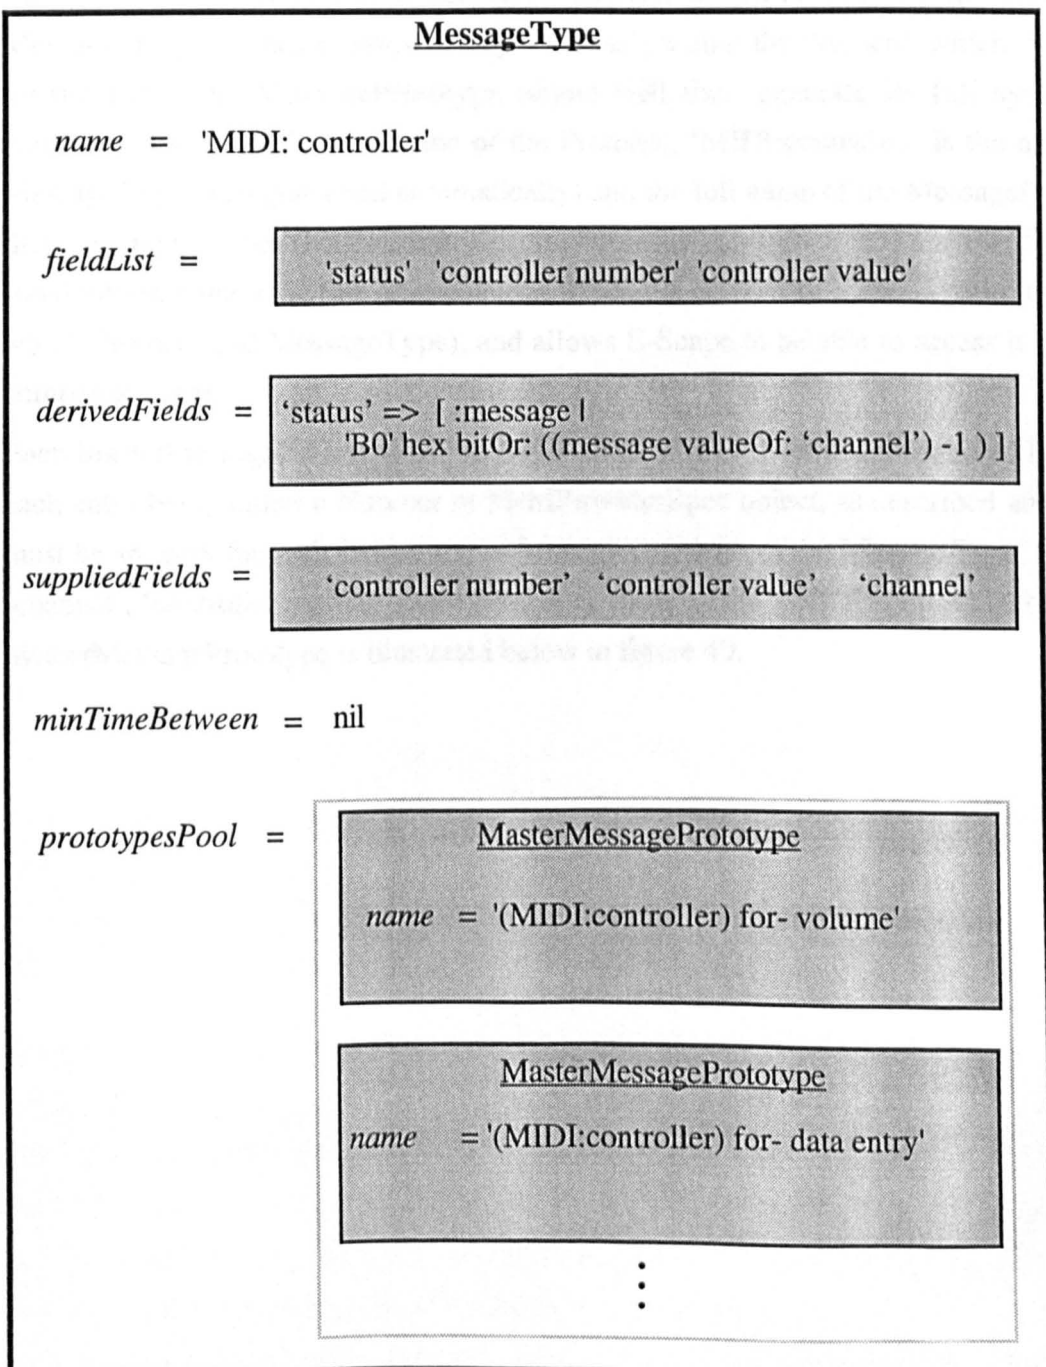 MessageType
name = 'MIDI: controller'
fieldList = 'status' 'controller number' 'controller value'
derivedFields = ‘status’ => [ :message |
'B0' hex bitOr: ((message valueOf: ‘channel’) -1 ) ]
suppliedFields = ‘controller number’ ‘controller value’ ‘channel’
minTimeBetween = nil
prototypesPool = MasterMessagePrototype
name = '(MIDI:controller) for- volume'
MasterMessagePrototype
name = '(MIDI:controller) for- data entry'